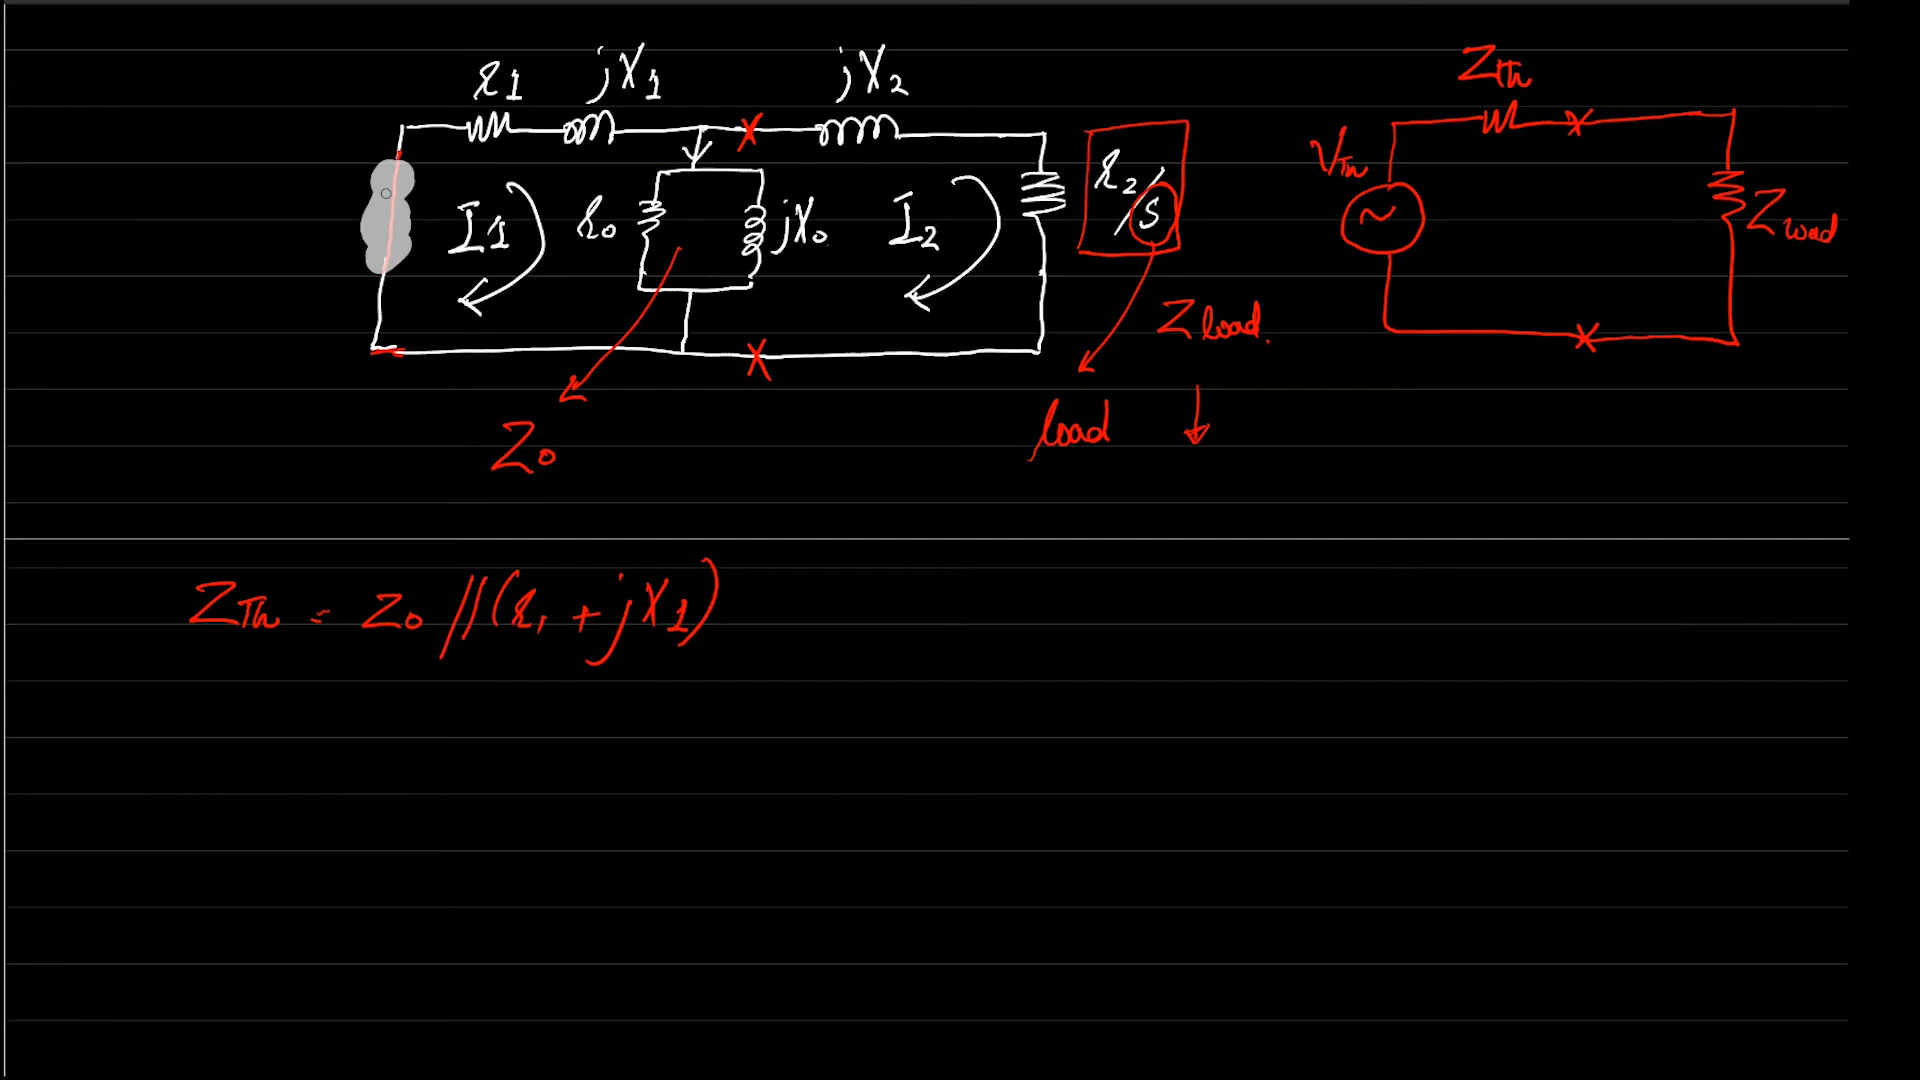 r1 jX1 jX2
I1 r0 jX0 I2 r2/s
Z0
Zload.
load
ZTh
VTh
Zload
ZTh = Z0 // (r1 + jX1)